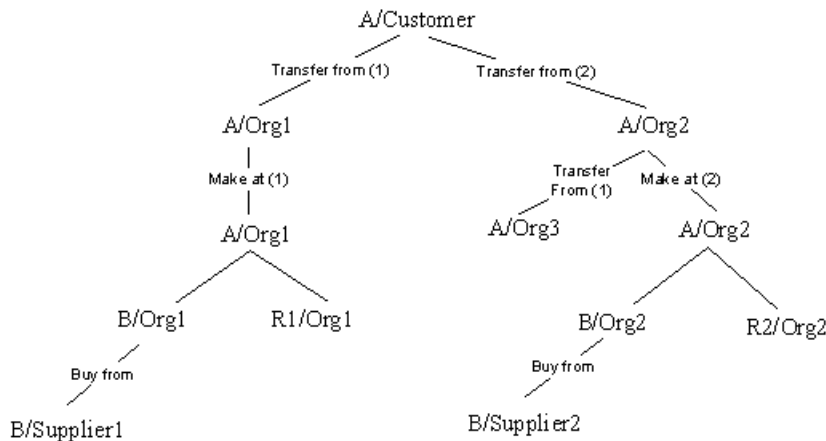 A/Customer
Transfer from (1)
Transfer from (2)
A/Org1
A/Org2
Make at (1)
Transfer
From (1)
Make at (2)
A/Org1
A/Org3
A/Org2
B/Org1
R1/Org1
B/Org2
R2/Org2
Buy from
Buy from
B/Supplier1
B/Supplier2